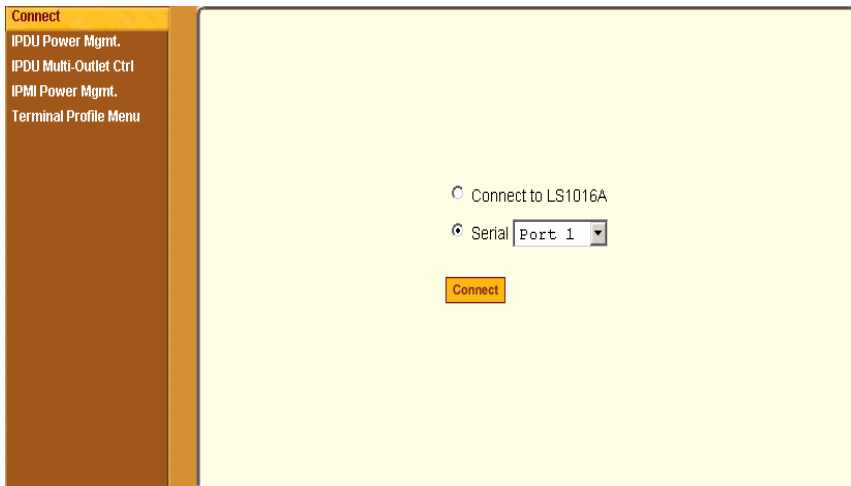 Connect
IPDU Power Mgmt.
IPDU Multi-Outlet Ctrl
IPMI Power Mgmt.
Terminal Profile Menu
Connect to LS1016A
Serial Port 1
Connect